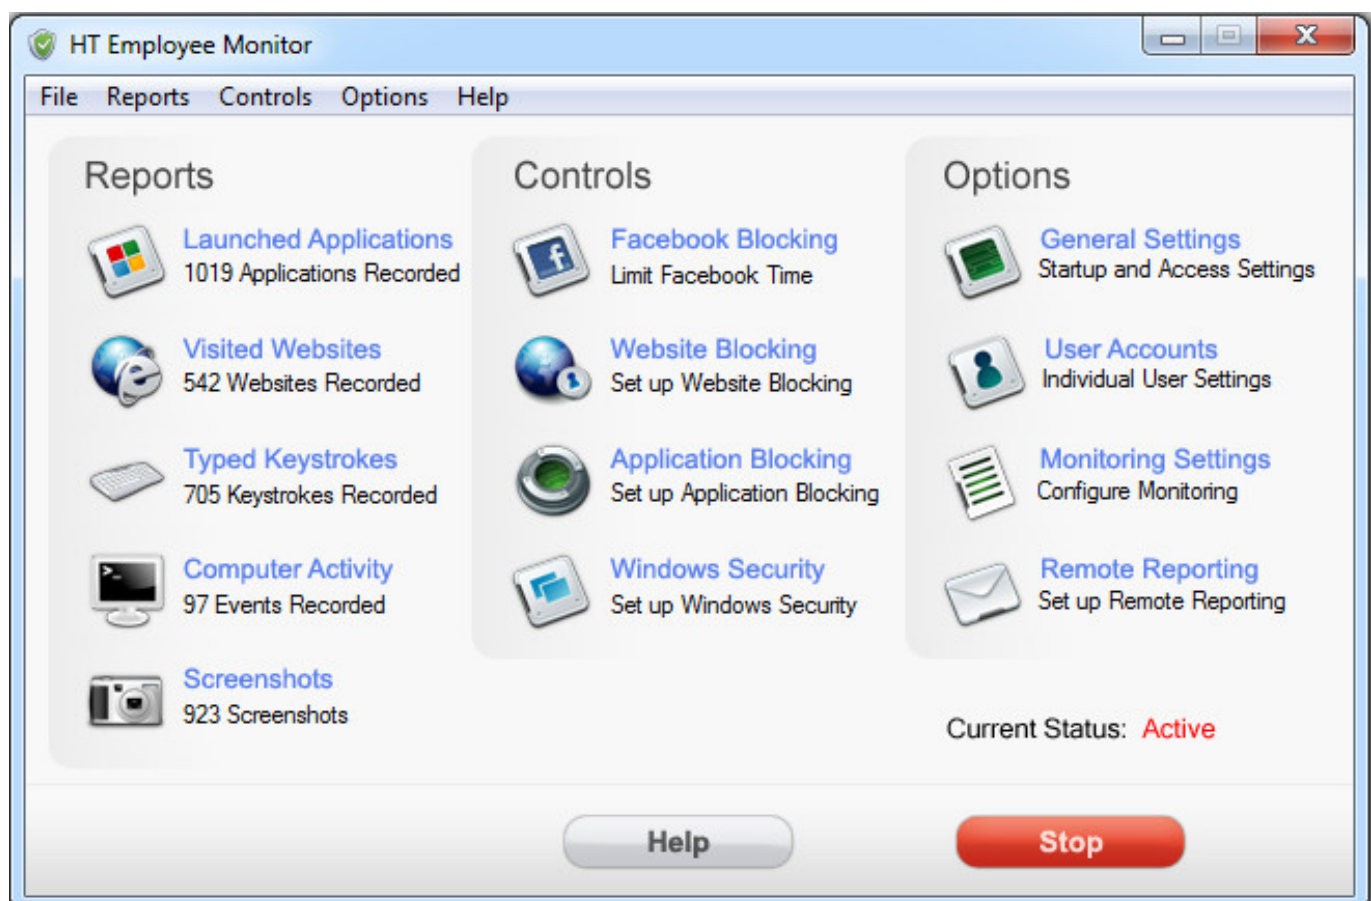 HT Employee Monitor
File Reports Controls Options Help
Reports
Launched Applications
1019 Applications Recorded
Visited Websites
542 Websites Recorded
Typed Keystrokes
705 Keystrokes Recorded
Computer Activity
97 Events Recorded
Screenshots
923 Screenshots
Controls
Facebook Blocking
Limit Facebook Time
Website Blocking
Set up Website Blocking
Application Blocking
Set up Application Blocking
Windows Security
Set up Windows Security
Options
General Settings
Startup and Access Settings
User Accounts
Individual User Settings
Monitoring Settings
Configure Monitoring
Remote Reporting
Set up Remote Reporting
Current Status: Active
Help
Stop